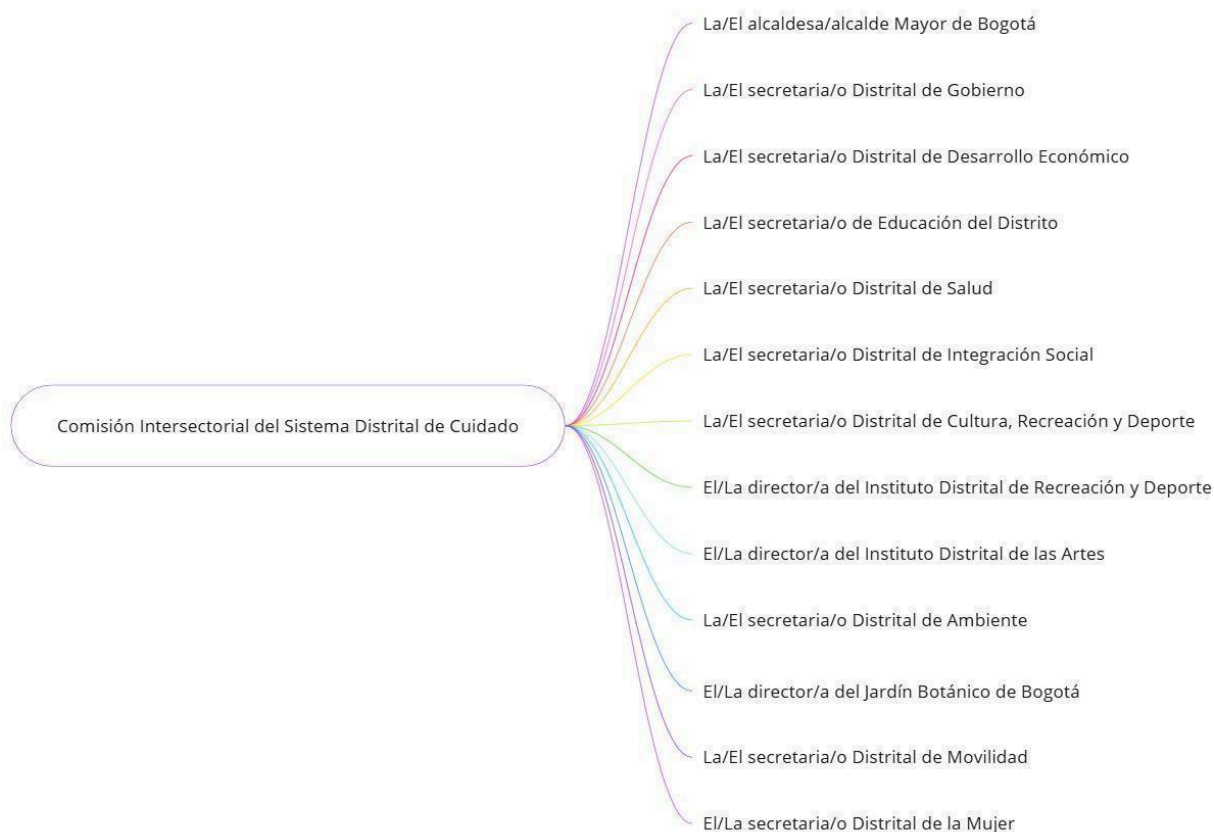 La/El alcaldesa/alcalde Mayor de Bogotá
La/El secretaria/o Distrital de Gobierno
La/El secretaria/o Distrital de Desarrollo Económico
La/El secretaria/o de Educación del Distrito
La/El secretaria/o Distrital de Salud
La/El secretaria/o Distrital de Integración Social
Comisión Intersectorial del Sistema Distrital de Cuidado
La/El secretaria/o Distrital de Cultura, Recreación y Deporte
El/La director/a del Instituto Distrital de Recreación y Deporte
El/La director/a del Instituto Distrital de las Artes
La/El secretaria/o Distrital de Ambiente
El/La director/a del Jardín Botánico de Bogotá
La/El secretaria/o Distrital de Movilidad
El/La secretaria/o Distrital de la Mujer